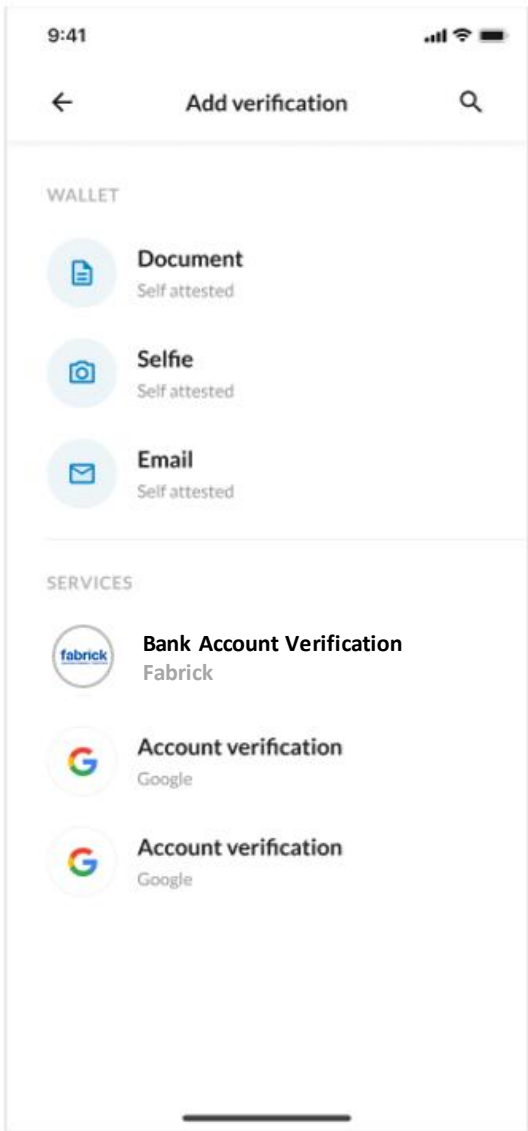 9:41
Add verification
WALLET
Document
Self attested
Selfie
Self attested
Email
Self attested
SERVICES
fabrick
Bank Account Verification
Fabrick
Account verification
Google
Account verification
Google